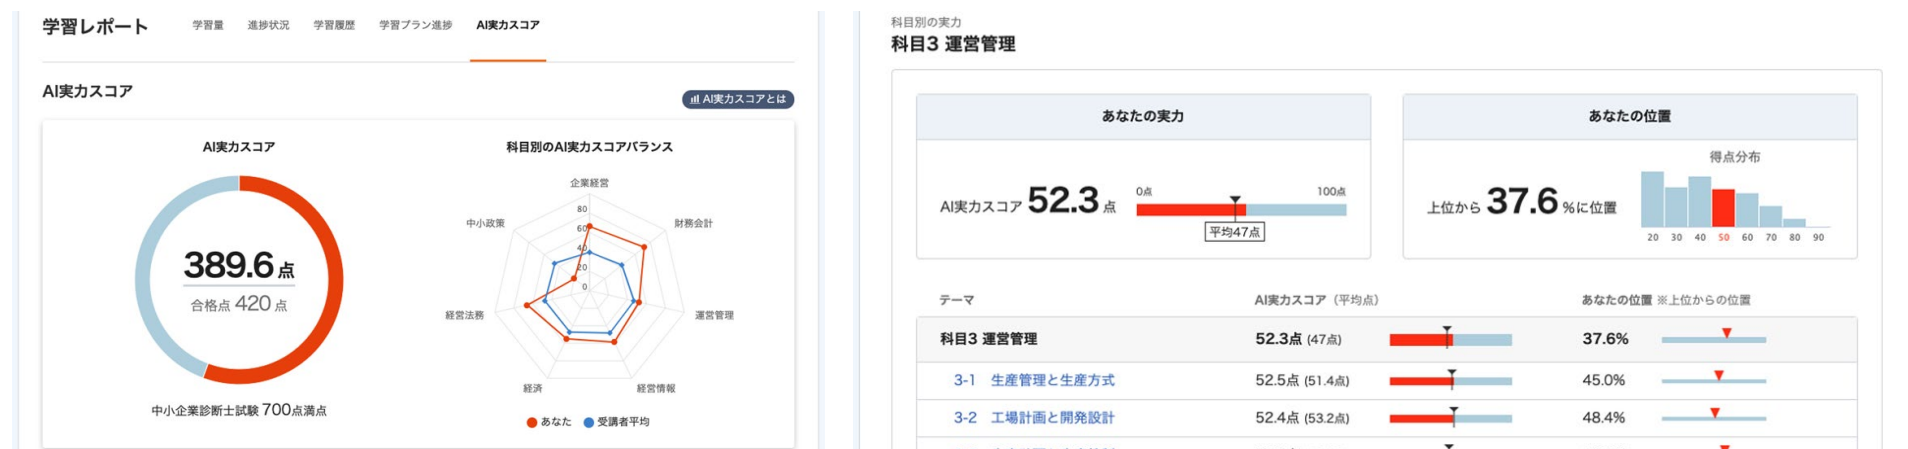 学習レポート 学習量 進捗状況 学習履歴 学習プラン進捗 AI実力スコア
AI実力スコア
AI実力スコアとは
AI実力スコア
389.6点
合格点 420 点
中小企業診断士試験 700点満点
科目別のAI実力スコアバランス
企業経営
中小政策
財務会計
80
60
40
20
0
経営法務
運営管理
経済
経営情報
あなた 受講者平均
科目別の実力
科目3 運営管理
あなたの実力
AI実力スコア 52.3 点
0点 100点
平均47点
あなたの位置
得点分布
上位から 37.6 %に位置
20 30 40 50 60 70 80 90
テーマ AI実力スコア（平均点） あなたの位置 ※上位からの位置
科目3 運営管理 52.3点 (47点) 37.6%
3-1 生産管理と生産方式 52.5点 (51.4点) 45.0%
3-2 工場計画と開発設計 52.4点 (53.2点) 48.4%